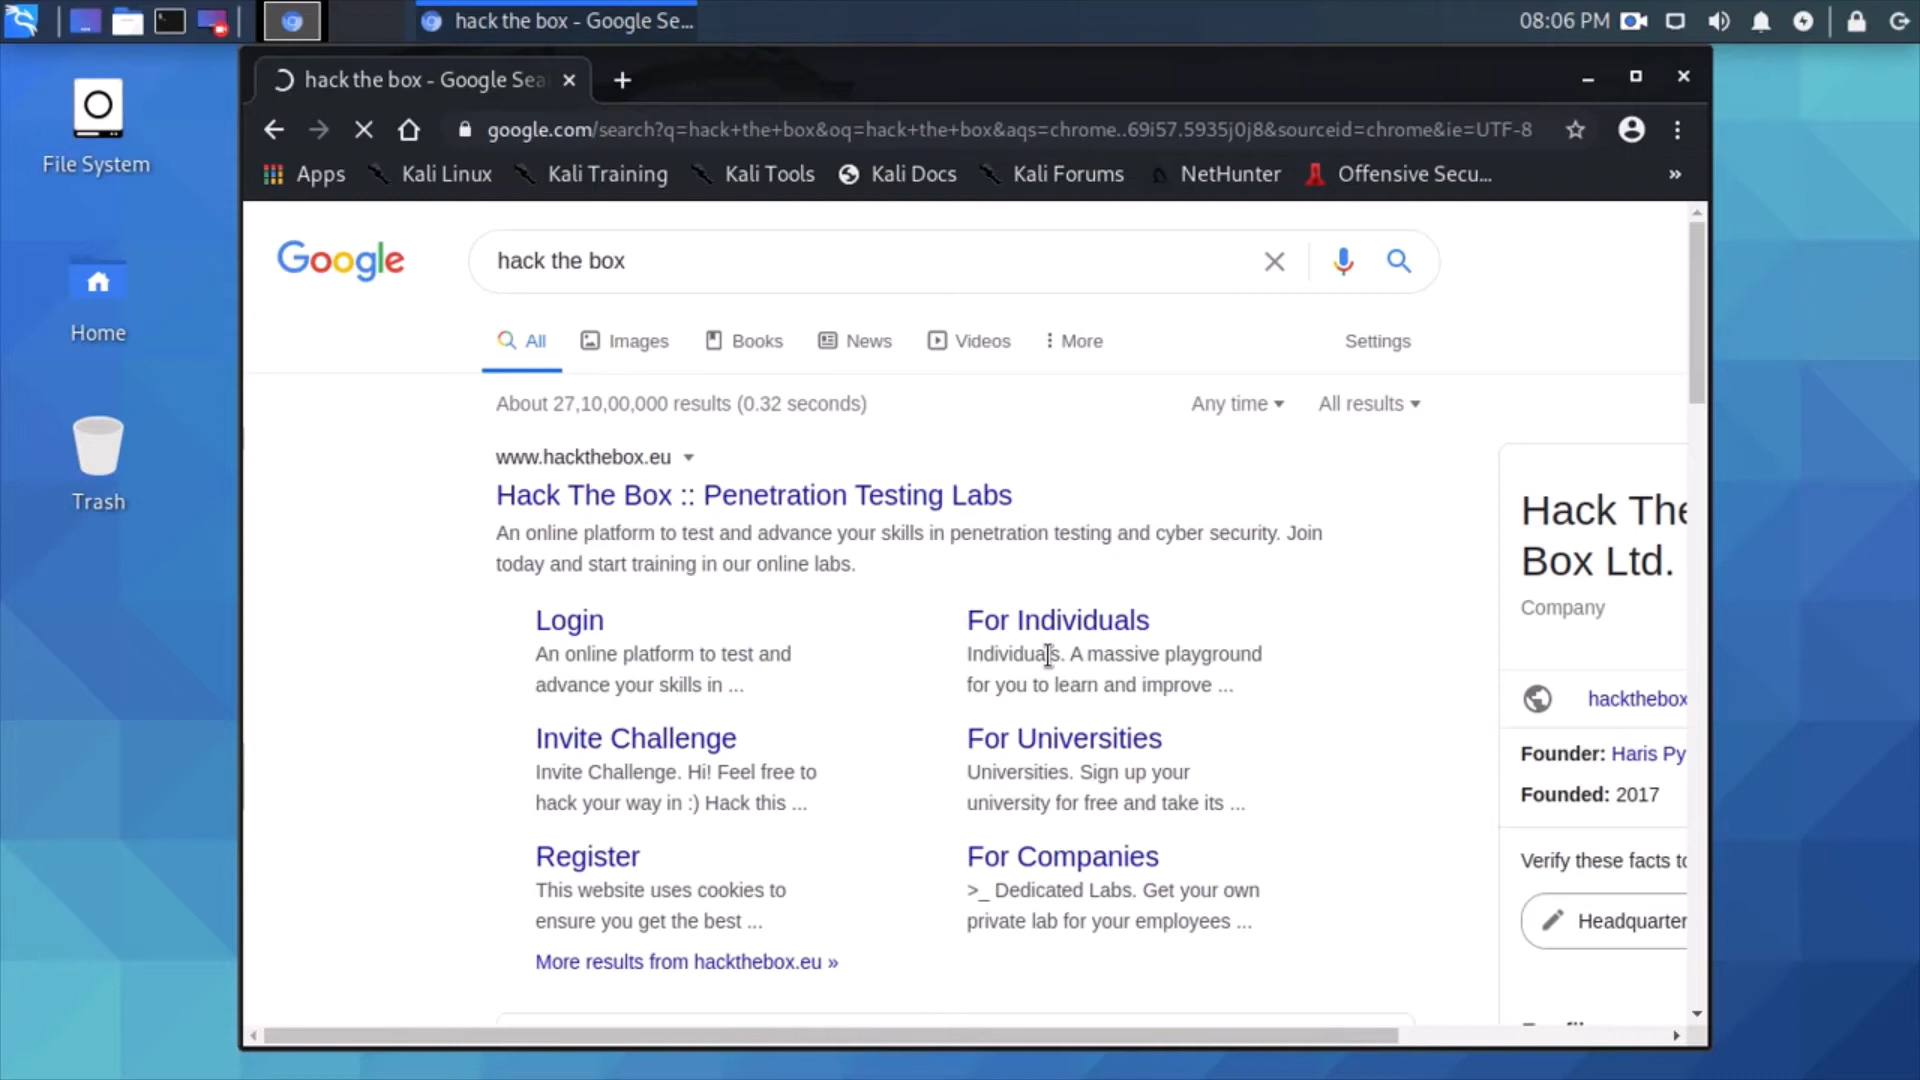 hack the box - Google Se...
08:06 PM
File System
Home
Trash
hack the box - Google Sea
google.com/search?q=hack+the+box&oq=hack+the+box&aqs=chrome..69i57.5935j0j8&sourceid=chrome&ie=UTF-8
Apps Kali Linux Kali Training Kali Tools Kali Docs Kali Forums NetHunter Offensive Secu... »
Google
hack the box
All Images Books News Videos More Settings
About 27,10,00,000 results (0.32 seconds) Any time All results
www.hackthebox.eu
Hack The Box :: Penetration Testing Labs
An online platform to test and advance your skills in penetration testing and cyber security. Join
today and start training in our online labs.
Login
An online platform to test and
advance your skills in ...
For Individuals
Individuals. A massive playground
for you to learn and improve ...
Invite Challenge
Invite Challenge. Hi! Feel free to
hack your way in :) Hack this ...
For Universities
Universities. Sign up your
university for free and take its ...
Register
This website uses cookies to
ensure you get the best ...
For Companies
>_ Dedicated Labs. Get your own
private lab for your employees ...
More results from hackthebox.eu »
Hack The
Box Ltd.
Company
hackthebox
Founder: Haris Py
Founded: 2017
Verify these facts to
Headquarter